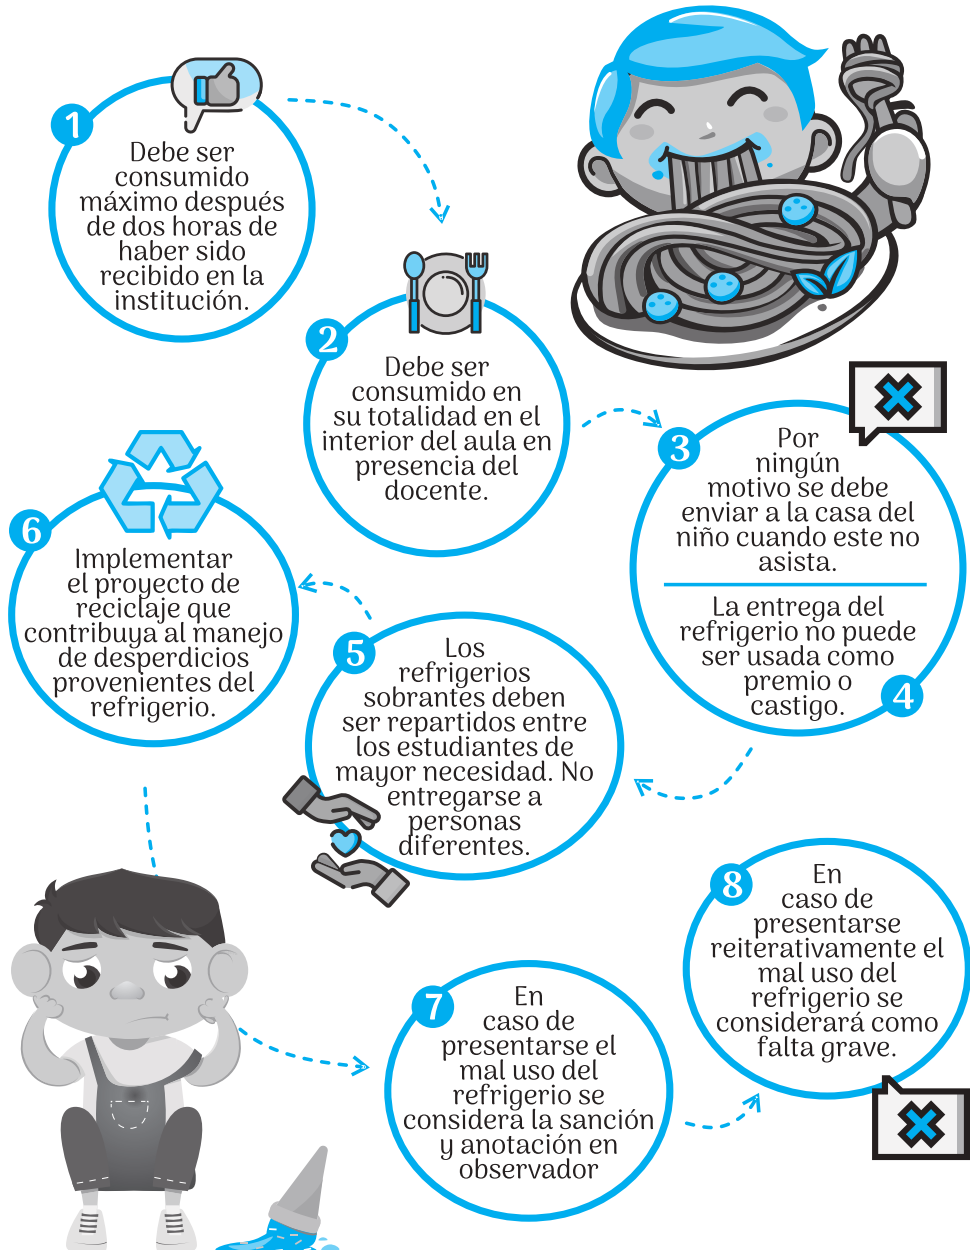 1
Debe ser
consumido
máximo después
de dos horas de
haber sido
recibido en la
institución.
2
Debe ser
consumido en
su totalidad en el
interior del aula en
presencia del
docente.
3
Por
ningún
motivo se debe
enviar a la casa del
niño cuando este no
asista.
La entrega del
refrigerio no puede
ser usada como
premio o
castigo.
4
5
Los
refrigerios
sobrantes deben
ser repartidos entre
los estudiantes de
mayor necesidad. No
entregarse a
personas
diferentes.
6
Implementar
el proyecto de
reciclaje que
contribuya al manejo
de desperdicios
provenientes del
refrigerio.
7
En
caso de
presentarse el
mal uso del
refrigerio se
considera la sanción
y anotación en
observador
8
En
caso de
presentarse
reiterativamente el
mal uso del
refrigerio se
considerará como
falta grave.